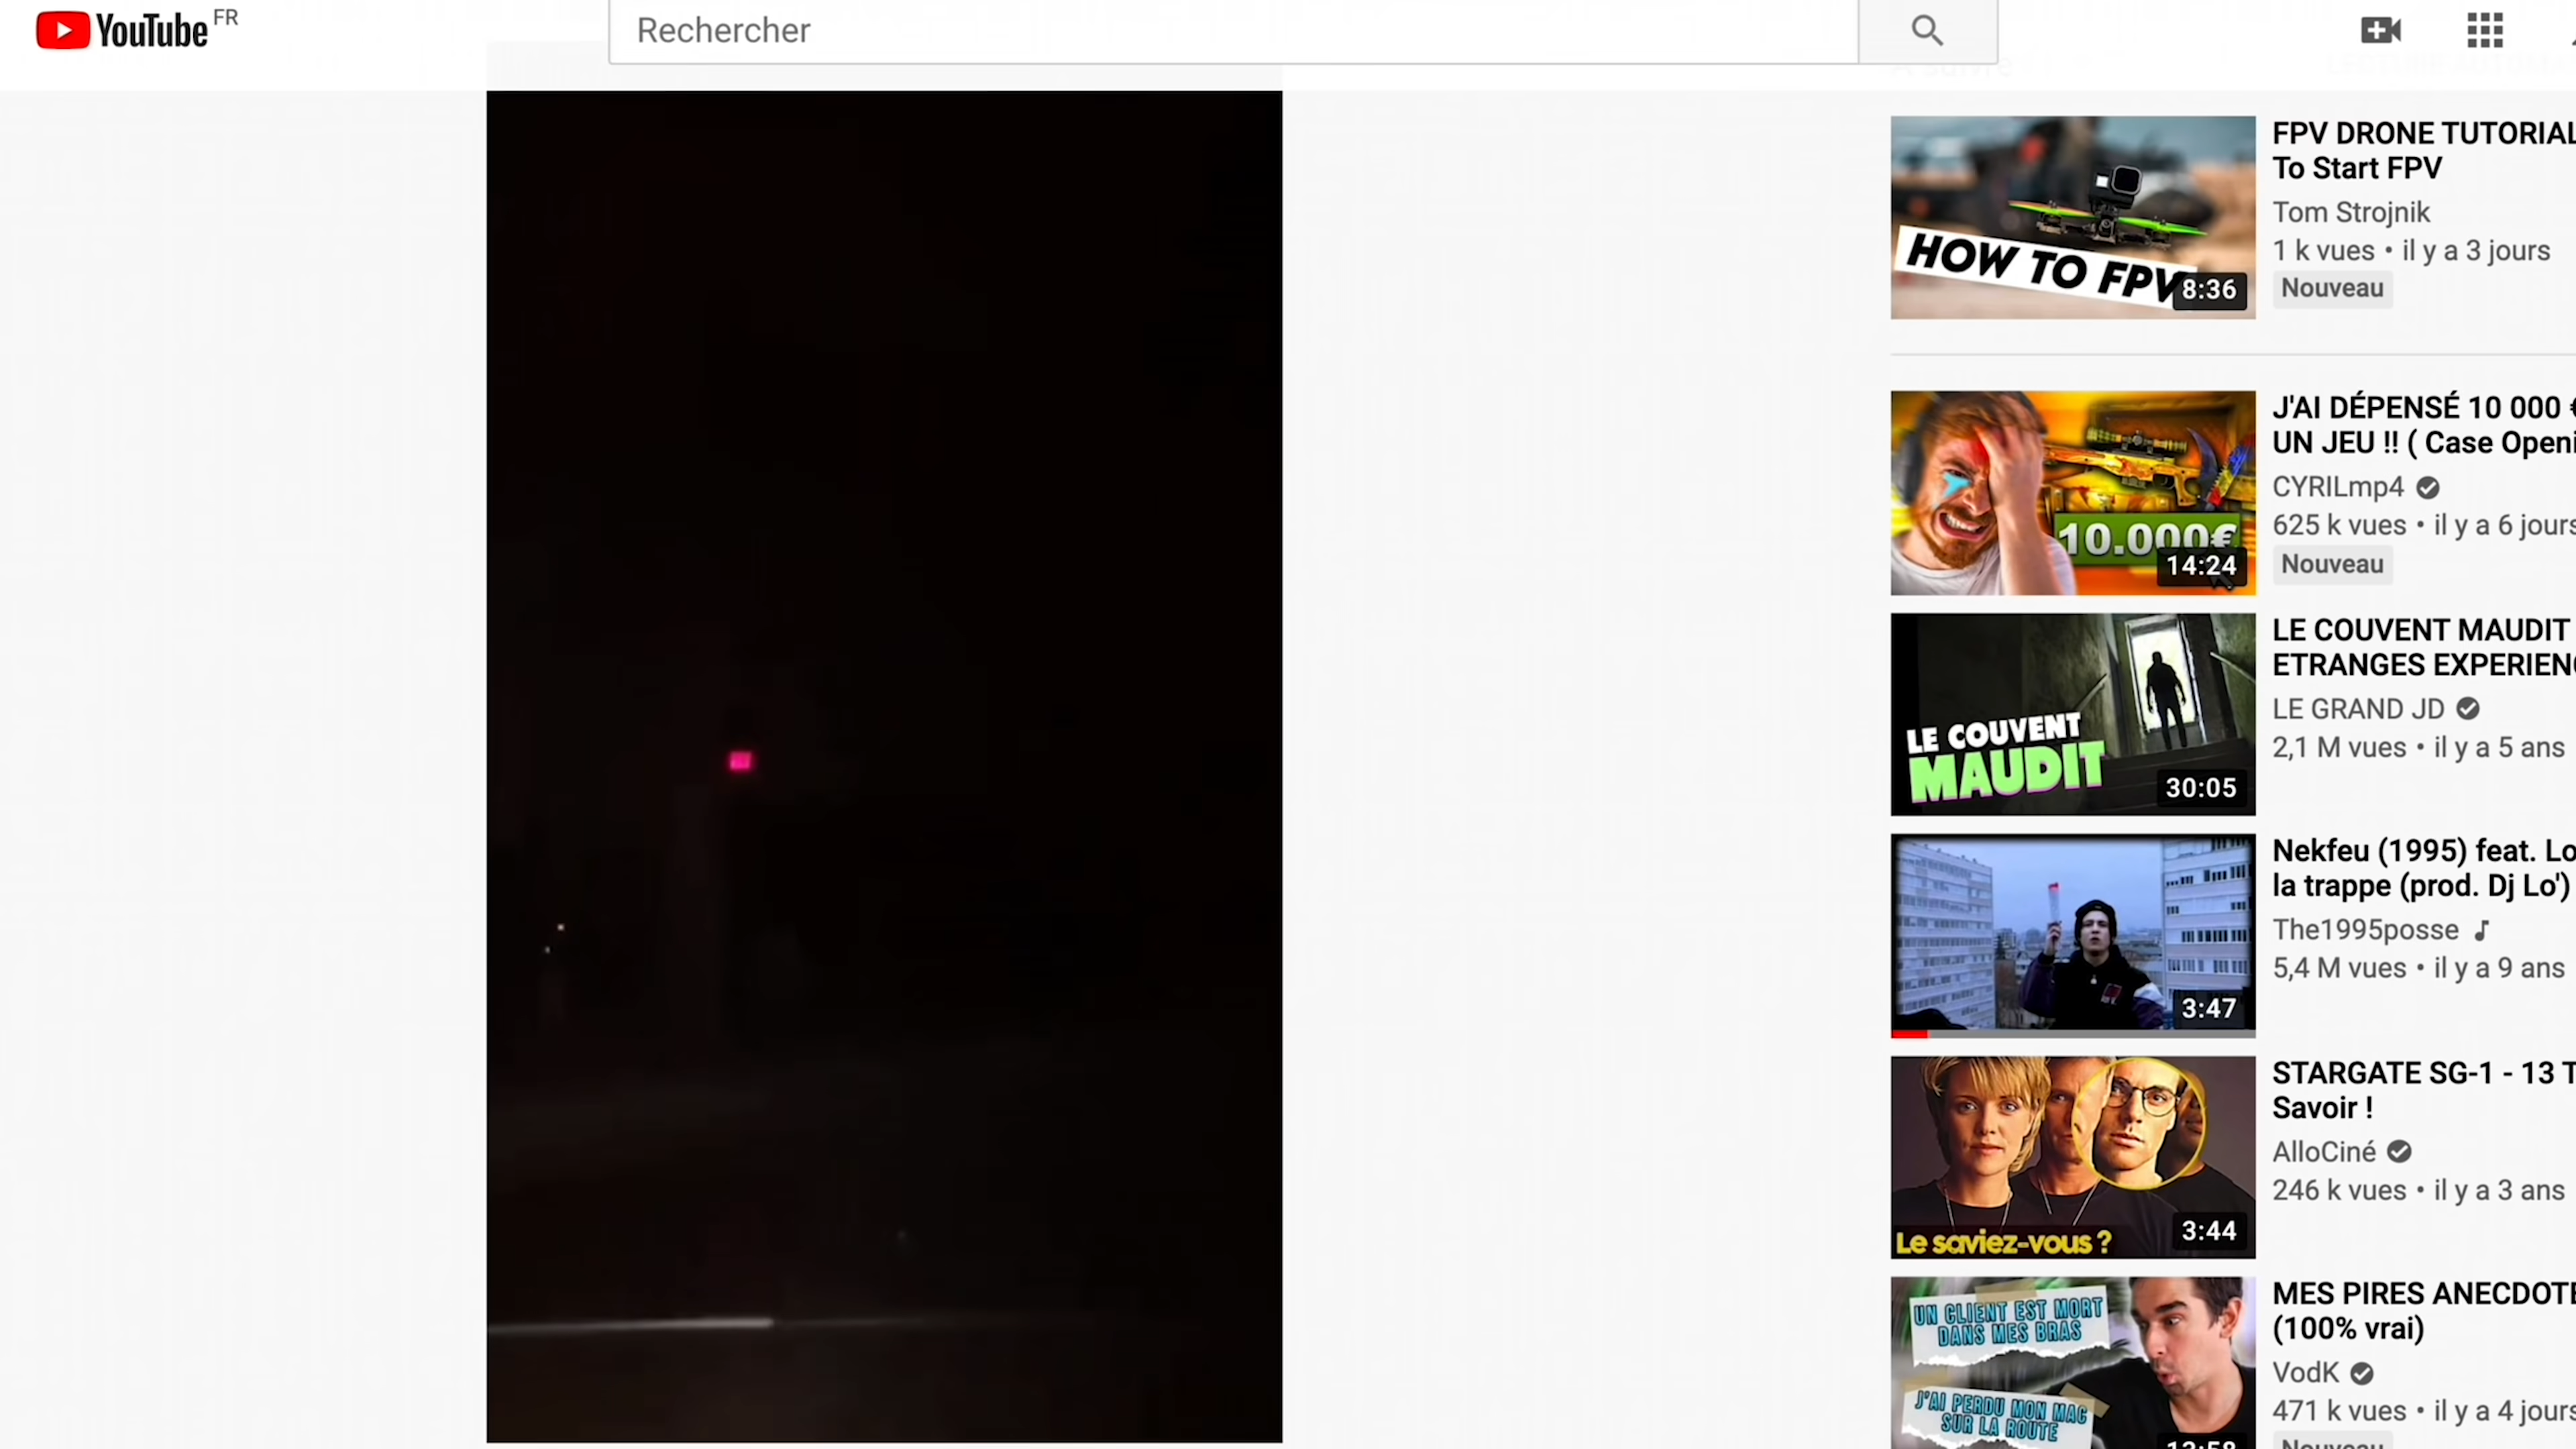 YouTube FR
Rechercher
HOW TO FPV
8:36
FPV DRONE TUTORIAL
To Start FPV
Tom Strojnik
1 k vues • il y a 3 jours
Nouveau
10.000€
14:24
J'AI DÉPENSÉ 10 000 €
UN JEU !! ( Case Openi
CYRILmp4
625 k vues • il y a 6 jours
Nouveau
LE COUVENT
MAUDIT
30:05
LE COUVENT MAUDIT
ETRANGES EXPERIENC
LE GRAND JD
2,1 M vues • il y a 5 ans
3:47
Nekfeu (1995) feat. Lo
la trappe (prod. Dj Lo')
The1995posse
5,4 M vues • il y a 9 ans
Le saviez-vous ?
3:44
STARGATE SG-1 - 13 T
Savoir !
AlloCiné
246 k vues • il y a 3 ans
UN CLIENT EST MORT
DANS MES BRAS
J'AI PERDU MON MAC
SUR LA ROUTE
MES PIRES ANECDOTE
(100% vrai)
VodK
471 k vues • il y a 4 jours